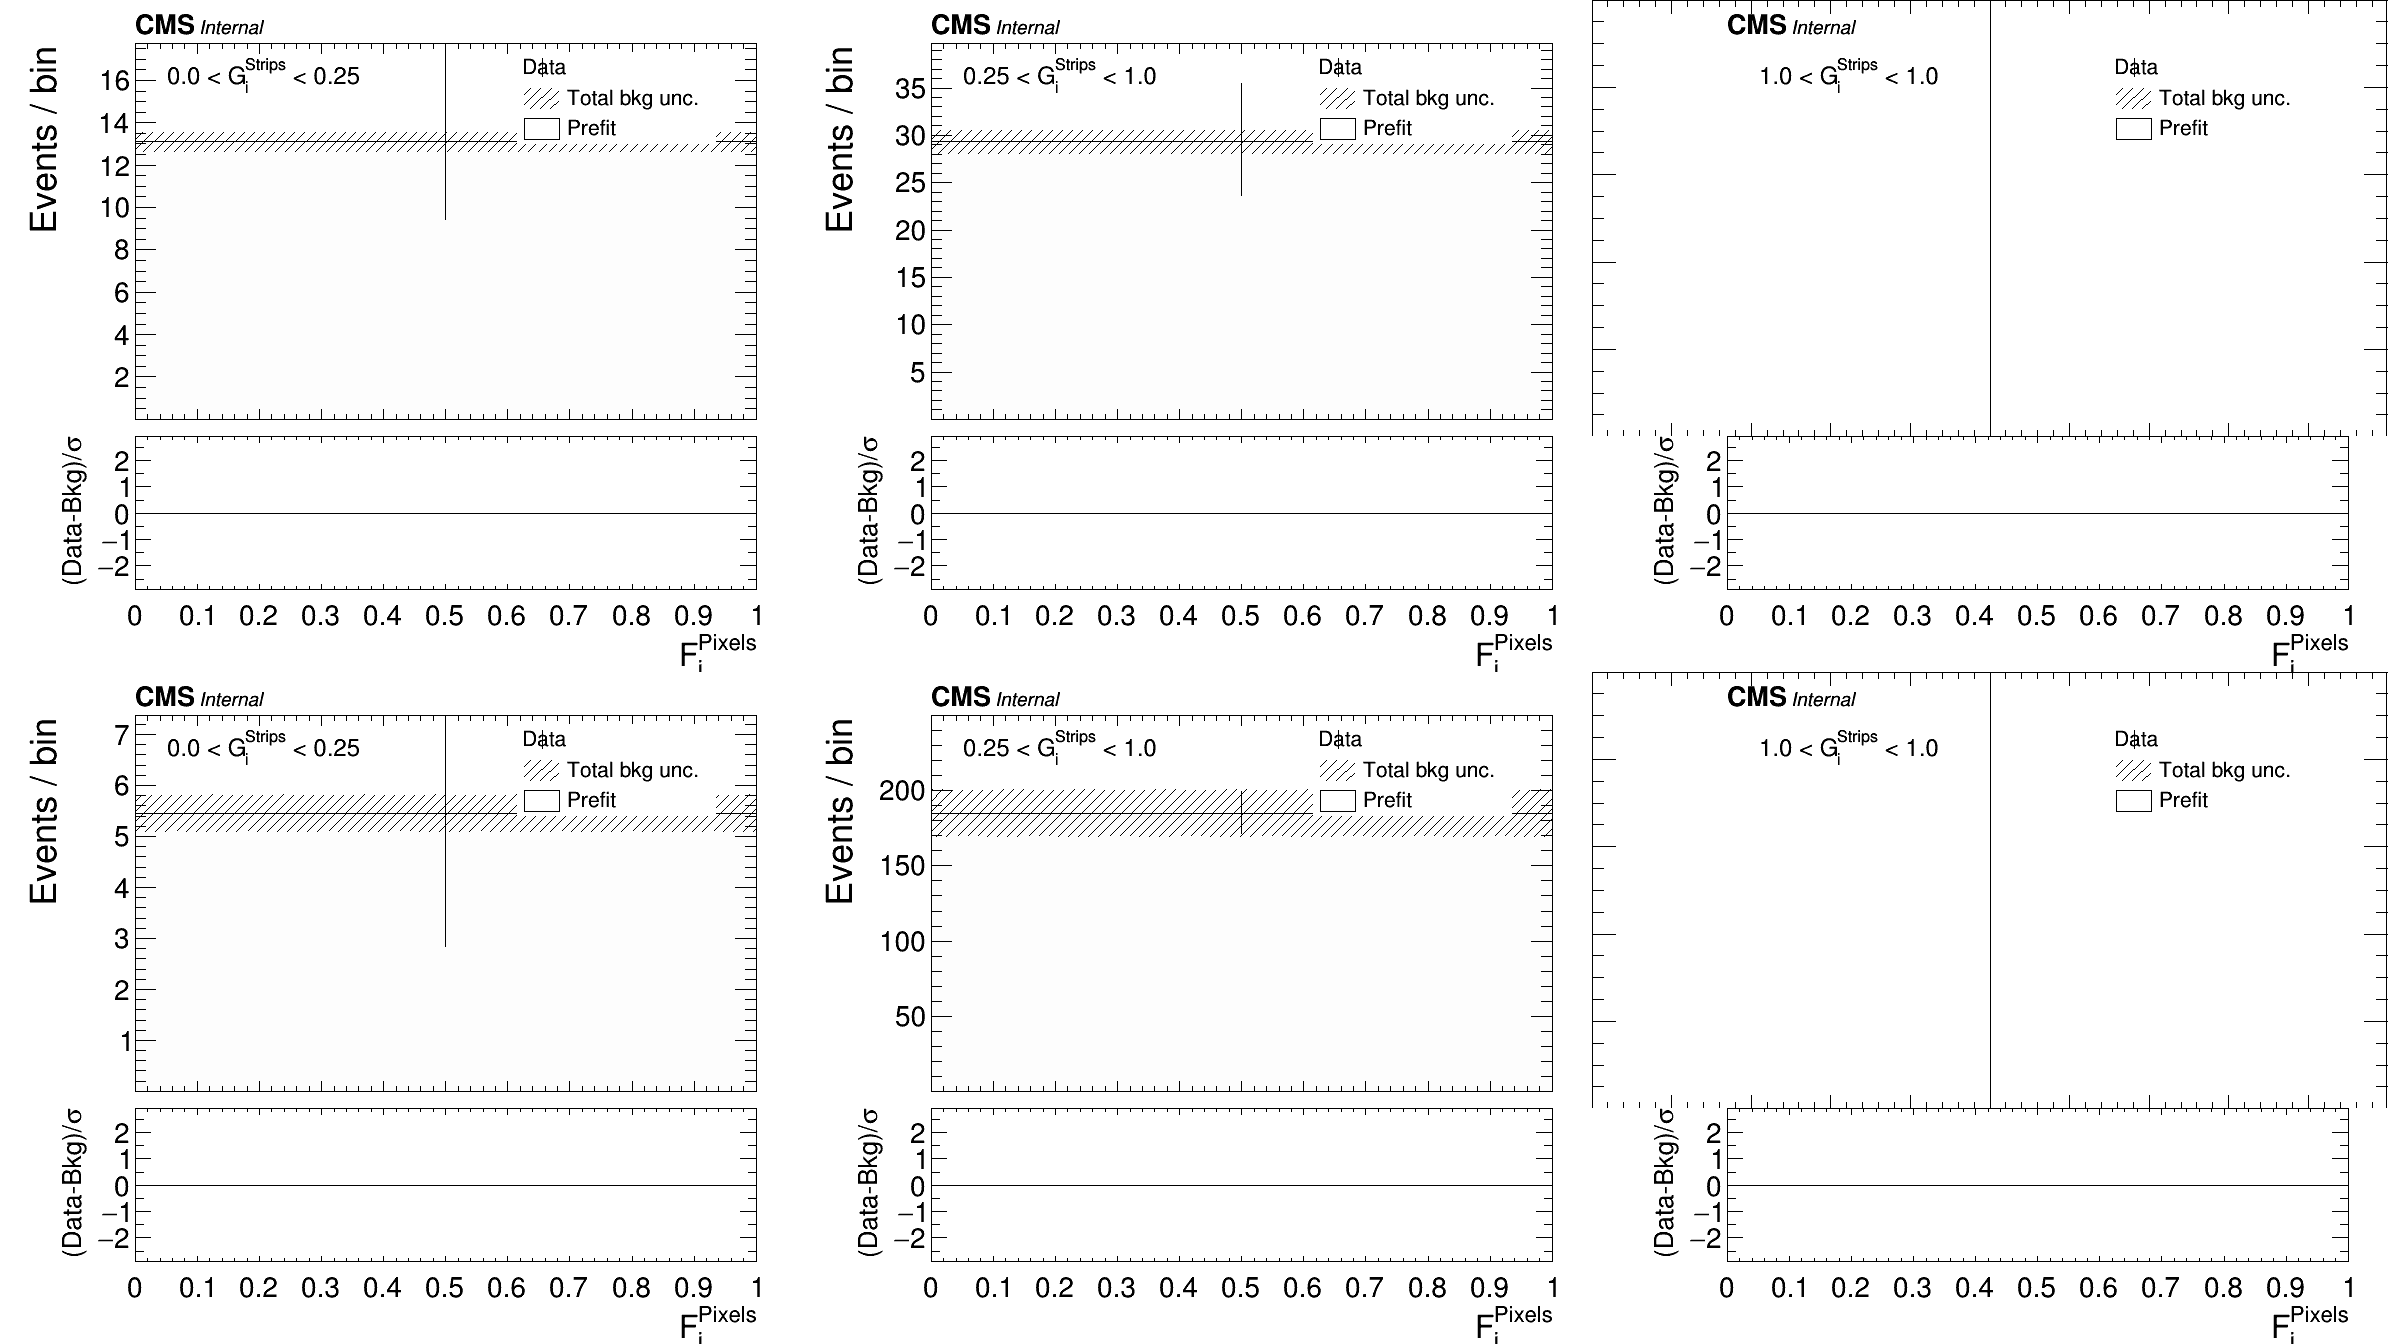 CMS Internal
Events / bin
0.0 < G_i^Strips < 0.25
Data
Total bkg unc.
Prefit
16
14
12
10
8
6
4
2
(Data-Bkg)/σ
2
1
0
−1
−2
0 0.1 0.2 0.3 0.4 0.5 0.6 0.7 0.8 0.9 1
F_i^Pixels
CMS Internal
Events / bin
0.25 < G_i^Strips < 1.0
Data
Total bkg unc.
Prefit
35
30
25
20
15
10
5
(Data-Bkg)/σ
2
1
0
−1
−2
0 0.1 0.2 0.3 0.4 0.5 0.6 0.7 0.8 0.9 1
F_i^Pixels
CMS Internal
1.0 < G_i^Strips < 1.0
Data
Total bkg unc.
Prefit
(Data-Bkg)/σ
2
1
0
−1
−2
0 0.1 0.2 0.3 0.4 0.5 0.6 0.7 0.8 0.9 1
F_i^Pixels
CMS Internal
Events / bin
0.0 < G_i^Strips < 0.25
Data
Total bkg unc.
Prefit
7
6
5
4
3
2
1
(Data-Bkg)/σ
2
1
0
−1
−2
0 0.1 0.2 0.3 0.4 0.5 0.6 0.7 0.8 0.9 1
F_i^Pixels
CMS Internal
Events / bin
0.25 < G_i^Strips < 1.0
Data
Total bkg unc.
Prefit
200
150
100
50
(Data-Bkg)/σ
2
1
0
−1
−2
0 0.1 0.2 0.3 0.4 0.5 0.6 0.7 0.8 0.9 1
F_i^Pixels
CMS Internal
1.0 < G_i^Strips < 1.0
Data
Total bkg unc.
Prefit
(Data-Bkg)/σ
2
1
0
−1
−2
0 0.1 0.2 0.3 0.4 0.5 0.6 0.7 0.8 0.9 1
F_i^Pixels